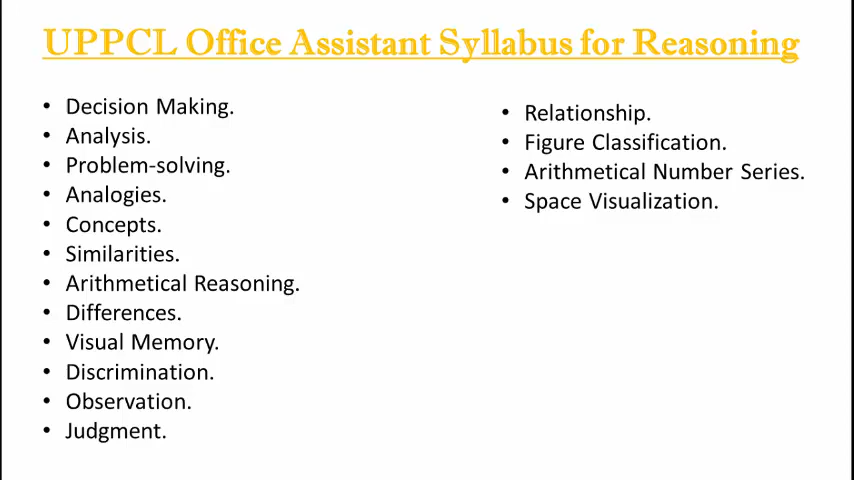 UPPCL Office Assistant Syllabus for Reasoning
• Decision Making.
• Analysis.
• Problem-solving.
• Analogies.
• Concepts.
• Similarities.
• Arithmetical Reasoning.
• Differences.
• Visual Memory.
• Discrimination.
• Observation.
• Judgment.
• Relationship.
• Figure Classification.
• Arithmetical Number Series.
• Space Visualization.